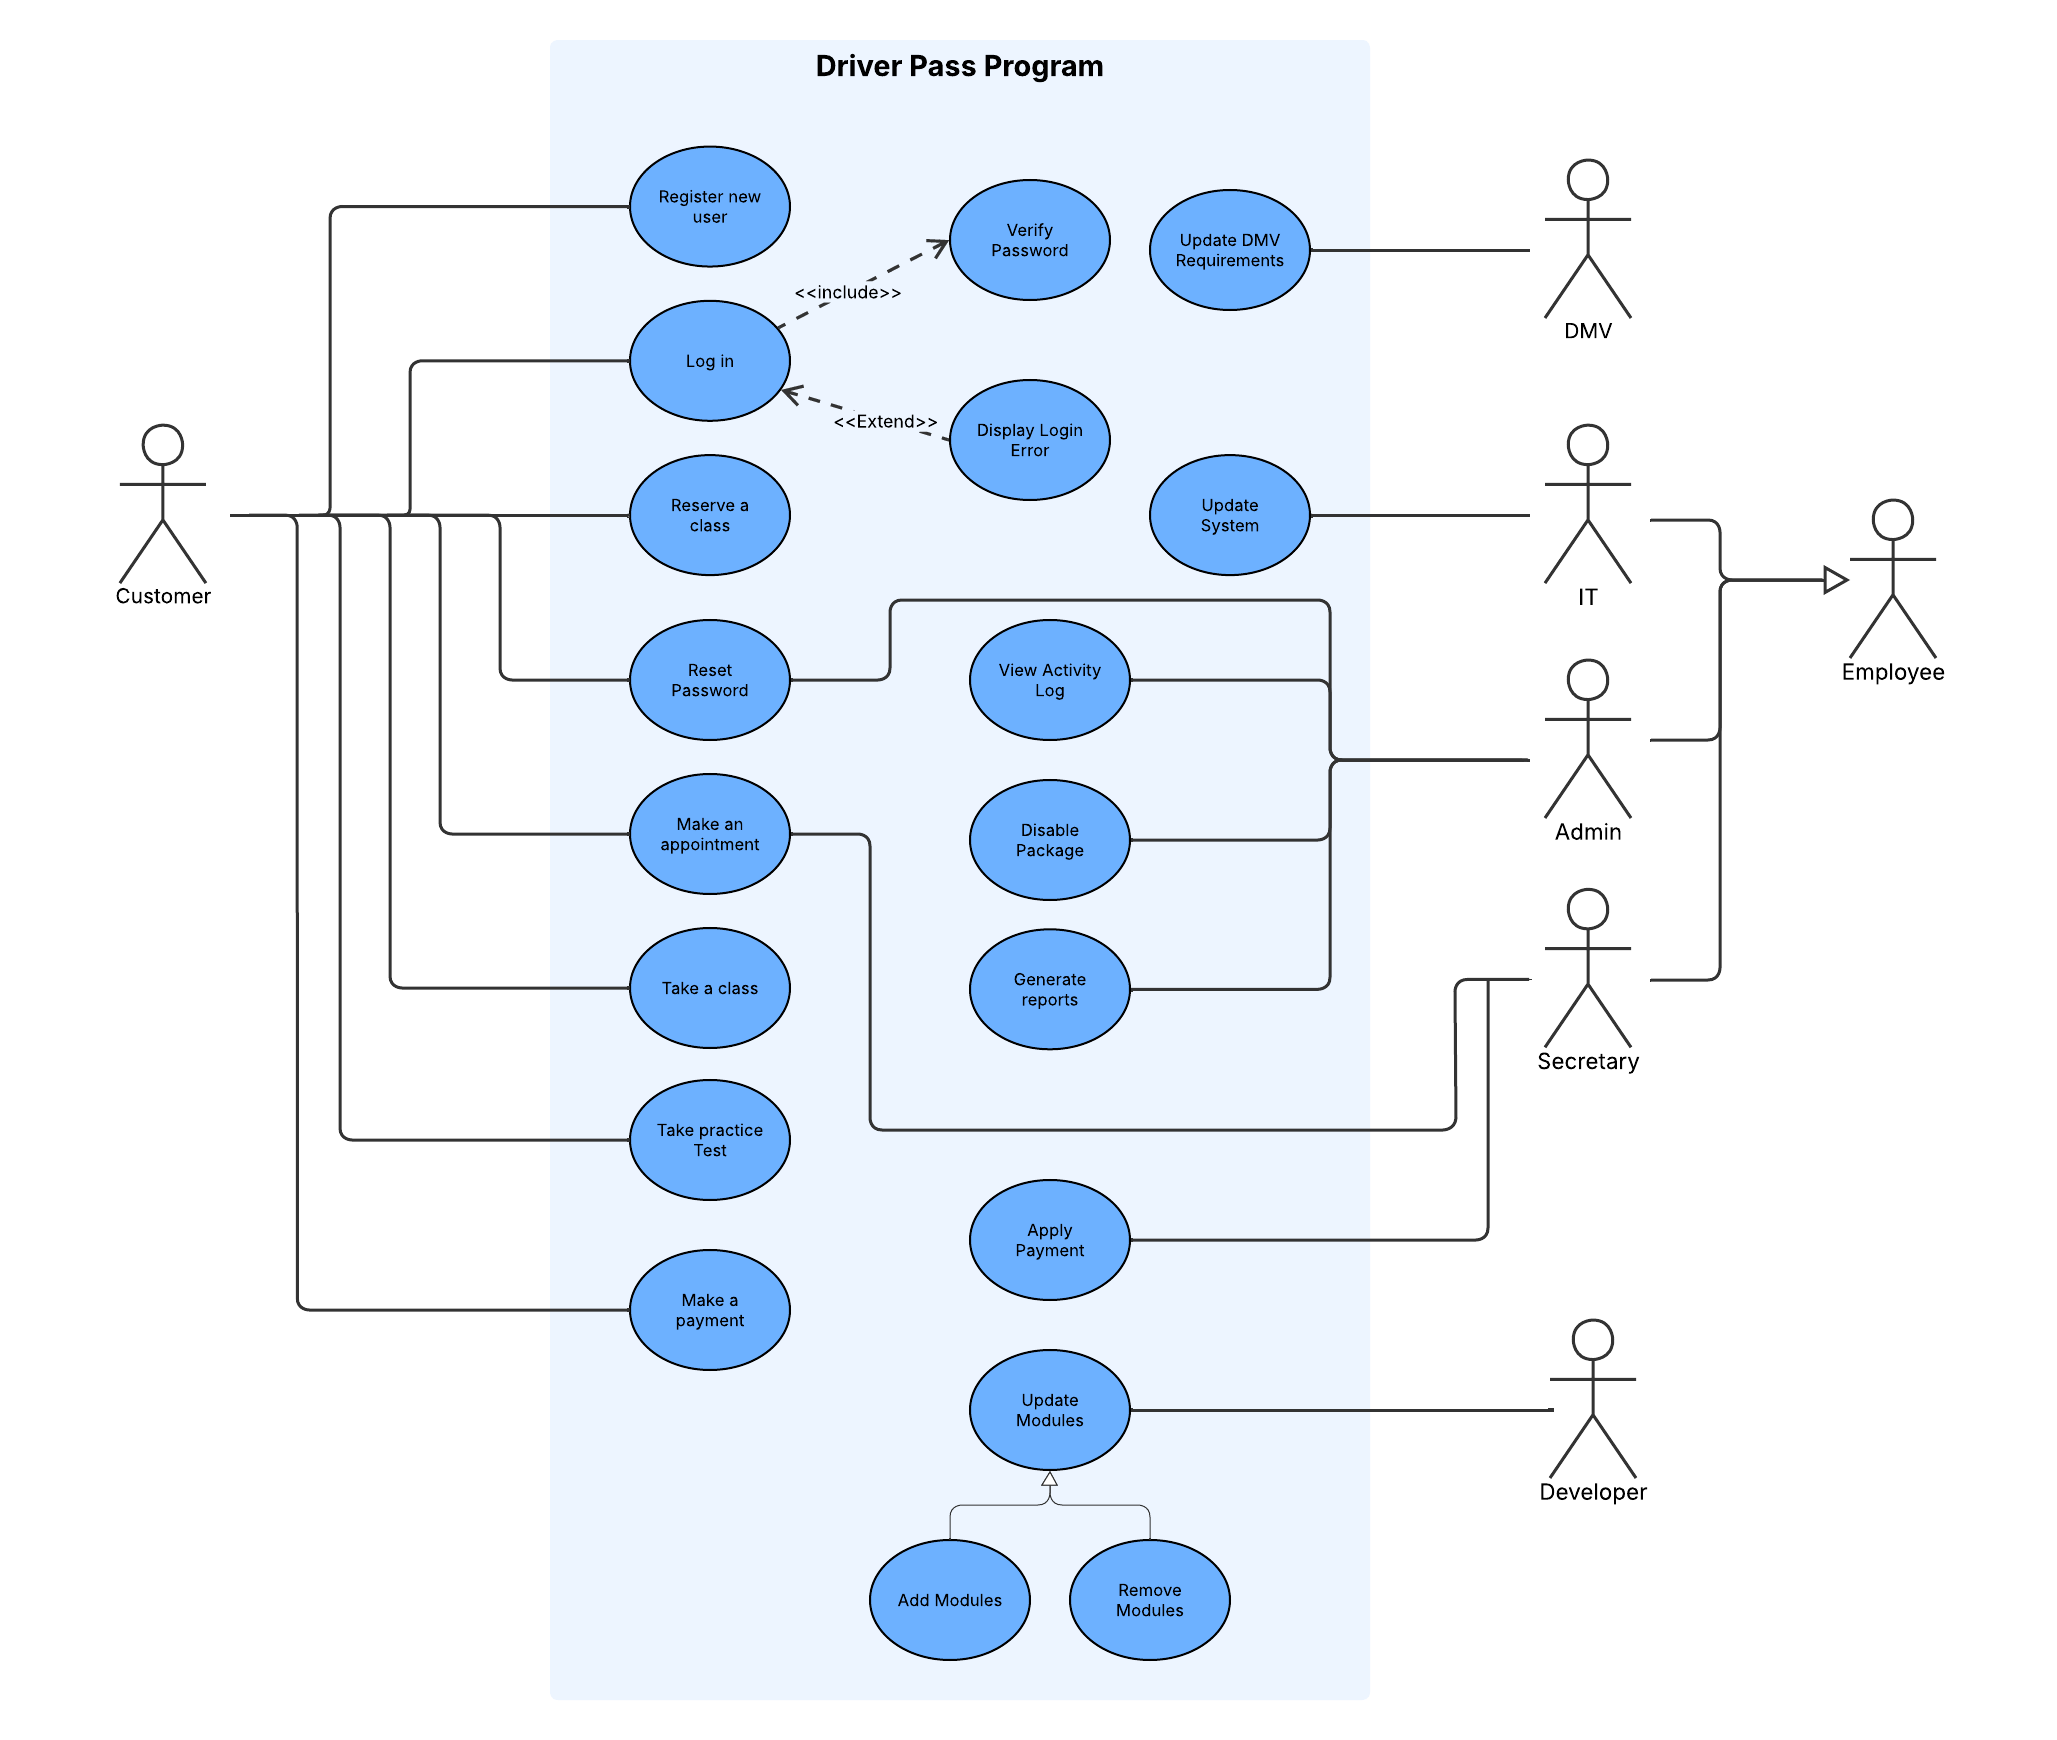 Driver Pass Program
Register new
user
Verify
Password
Update DMV
Requirements
<<include>>
DMV
Log in
<<Extend>>
Display Login
Error
Customer
Reserve a
class
Update
System
IT
Employee
Reset
Password
View Activity
Log
Admin
Make an
appointment
Disable
Package
Take a class
Generate
reports
Secretary
Take practice
Test
Apply
Payment
Make a
payment
Update
Modules
Developer
Add Modules
Remove
Modules